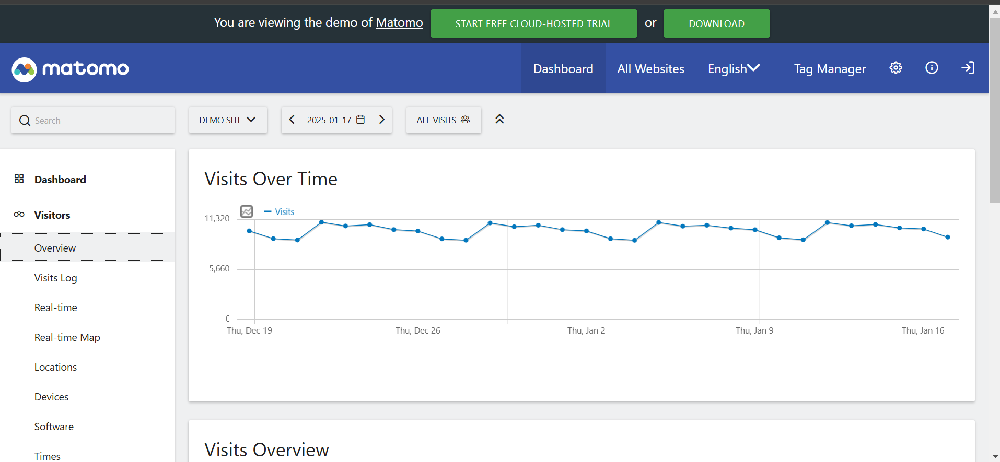 You are viewing the demo of Matomo START FREE CLOUD-HOSTED TRIAL or DOWNLOAD
matomo Dashboard All Websites English Tag Manager
Search DEMO SITE 2025-01-17 ALL VISITS
Dashboard
Visitors
Overview
Visits Log
Real-time
Real-time Map
Locations
Devices
Software
Times
Visits Over Time
Visits
11,320
5,660
0
Thu, Dec 19 Thu, Dec 26 Thu, Jan 2 Thu, Jan 9 Thu, Jan 16
Visits Overview